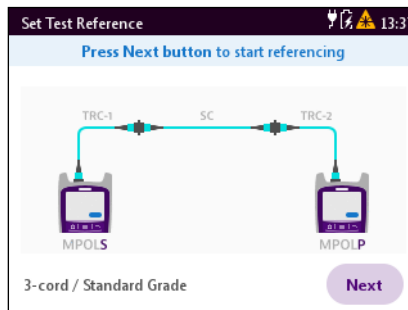 Set Test Reference 13:37
Press Next button to start referencing
TRC-1 SC TRC-2
MPOLS MPOLP
3-cord / Standard Grade Next